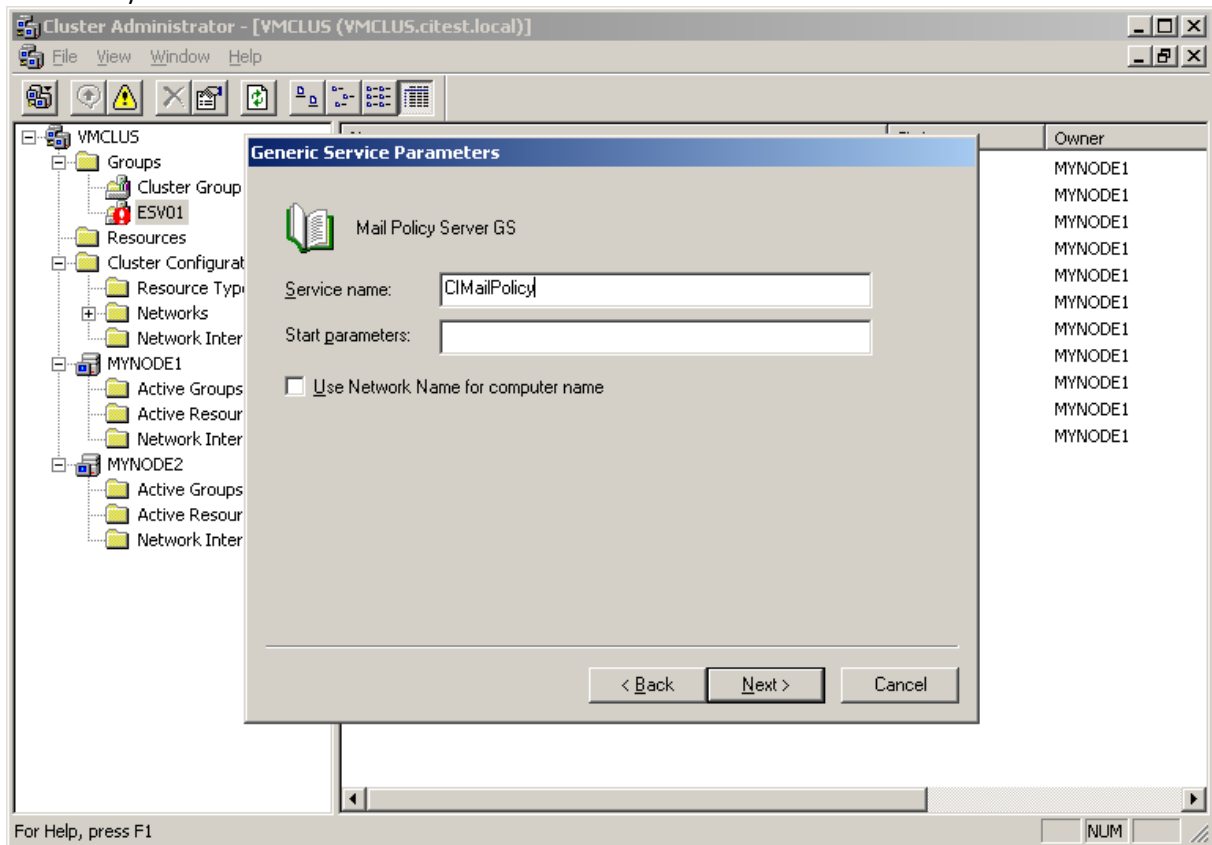 Cluster Administrator - [VMCLUS (VMCLUS.citest.local)]
File View Window Help
VMCLUS
Groups
Cluster Group
ESV01
Resources
Cluster Configurat
Resource Typ
Networks
Network Inter
MYNODE1
Active Groups
Active Resour
Network Inter
MYNODE2
Active Groups
Active Resour
Network Inter
Owner
MYNODE1
MYNODE1
MYNODE1
MYNODE1
MYNODE1
MYNODE1
MYNODE1
MYNODE1
MYNODE1
MYNODE1
MYNODE1
Generic Service Parameters
Mail Policy Server GS
Service name: CIMailPolicy
Start parameters:
Use Network Name for computer name
< Back Next > Cancel
For Help, press F1 NUM